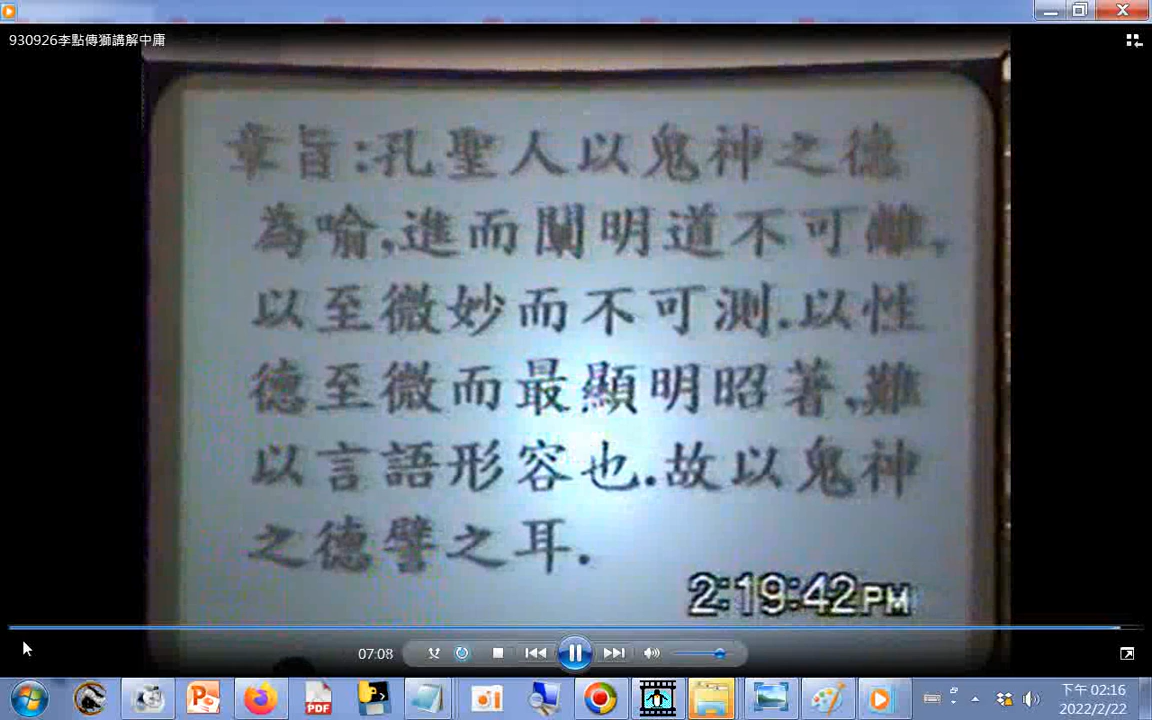 930926李點傳獅講解中庸
章旨:孔聖人以鬼神之德
為喻,進而闡明道不可離,
以至微妙而不可測.以性
德至微而最顯明昭著,難
以言語形容也.故以鬼神
之德譬之耳.
2:19:42PM
07:08
下午 02:16
2022/2/22